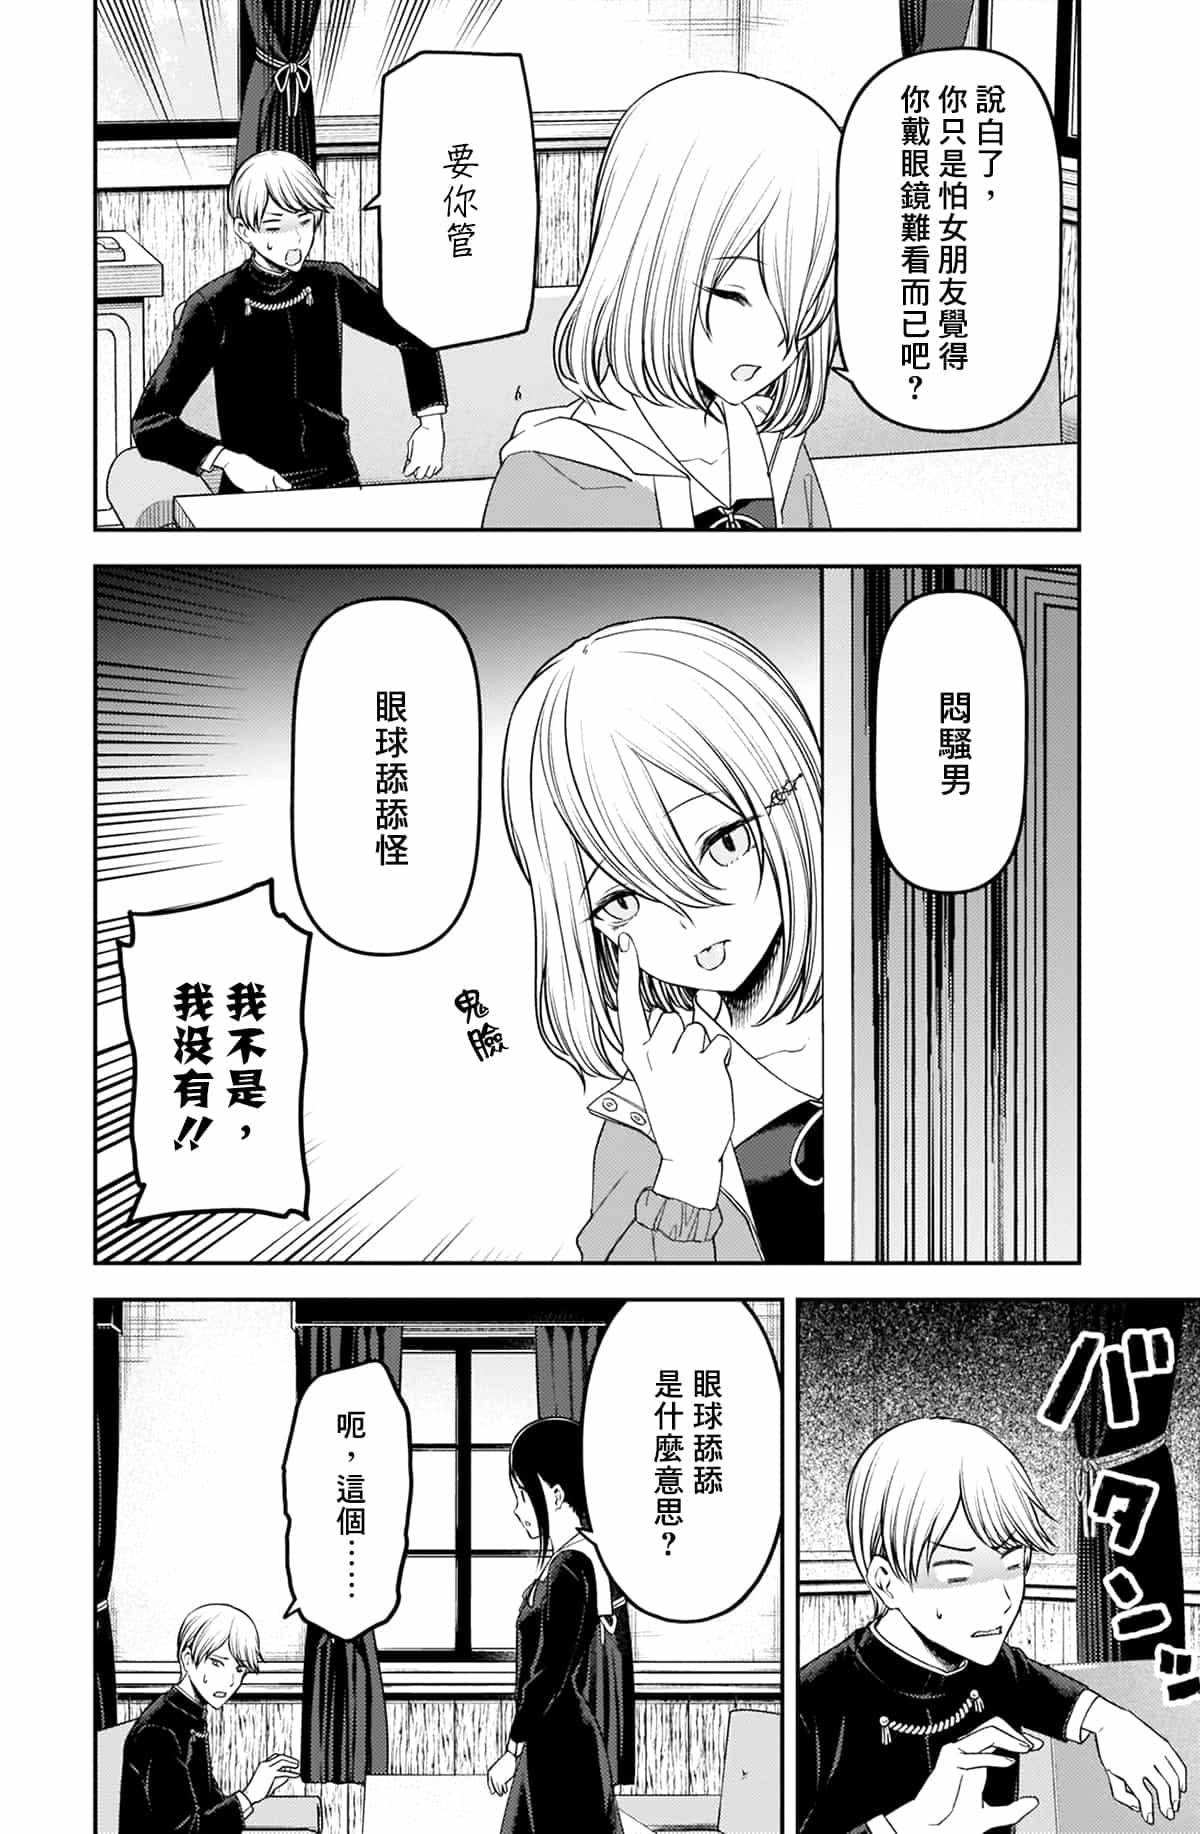 說白了，
你只是怕女朋友覺得
你戴眼鏡難看而已吧？
要你管
悶騷男
眼球舔舔怪
鬼臉
我不是，
我没有!!
バタンッ
眼球舔舔
是什麼意思？
呃，這個⋯⋯